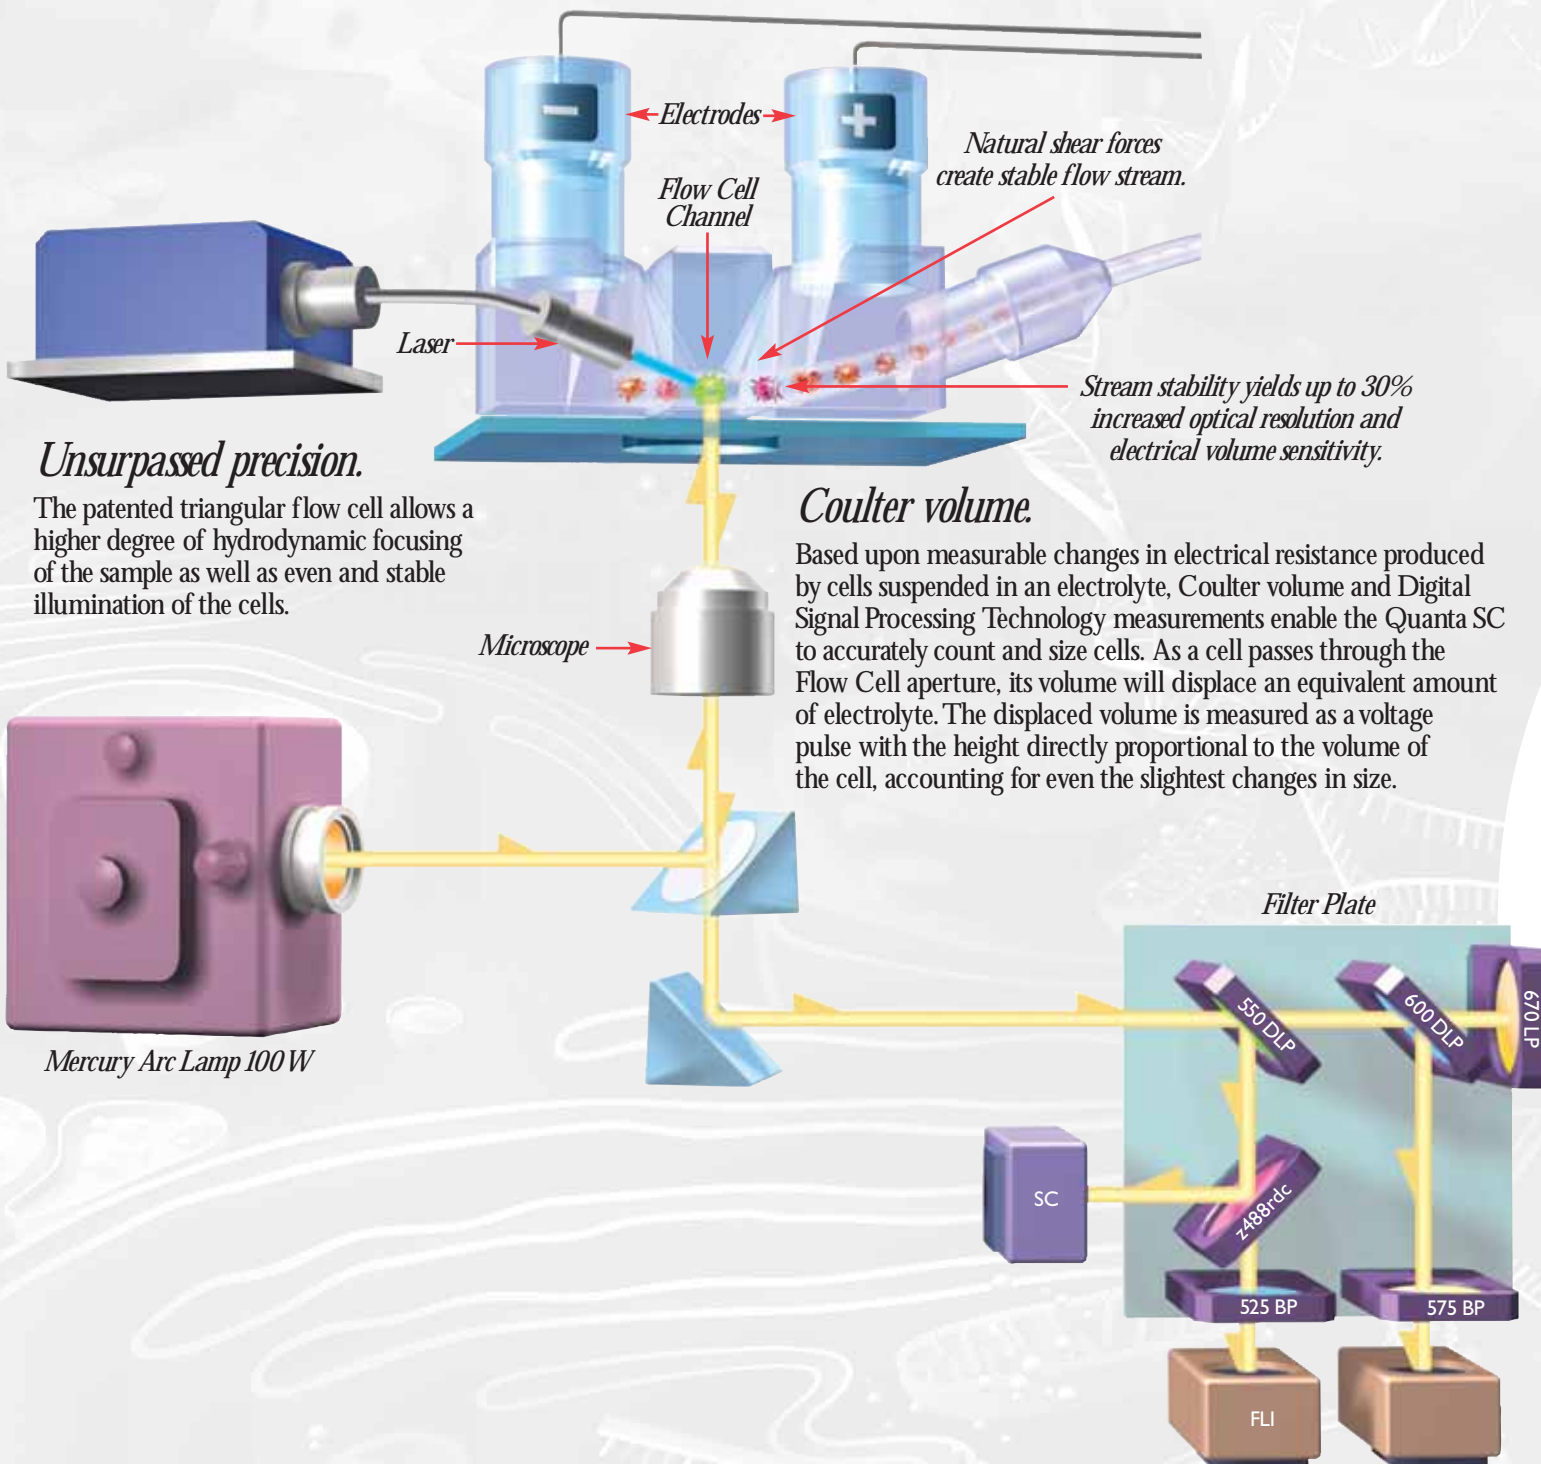 −
+
Electrodes
Natural shear forces
create stable flow stream.
Flow Cell
Channel
Laser
Stream stability yields up to 30%
increased optical resolution and
electrical volume sensitivity.
Unsurpassed precision.
The patented triangular flow cell allows a
higher degree of hydrodynamic focusing
of the sample as well as even and stable
illumination of the cells.
Coulter volume.
Based upon measurable changes in electrical resistance produced
by cells suspended in an electrolyte, Coulter volume and Digital
Signal Processing Technology measurements enable the Quanta SC
to accurately count and size cells. As a cell passes through the
Flow Cell aperture, its volume will displace an equivalent amount
of electrolyte. The displaced volume is measured as a voltage
pulse with the height directly proportional to the volume of
the cell, accounting for even the slightest changes in size.
Microscope
Mercury Arc Lamp 100 W
Filter Plate
550 DLP
600 DLP
670 LP
SC
z488rdc
525 BP
575 BP
FLI